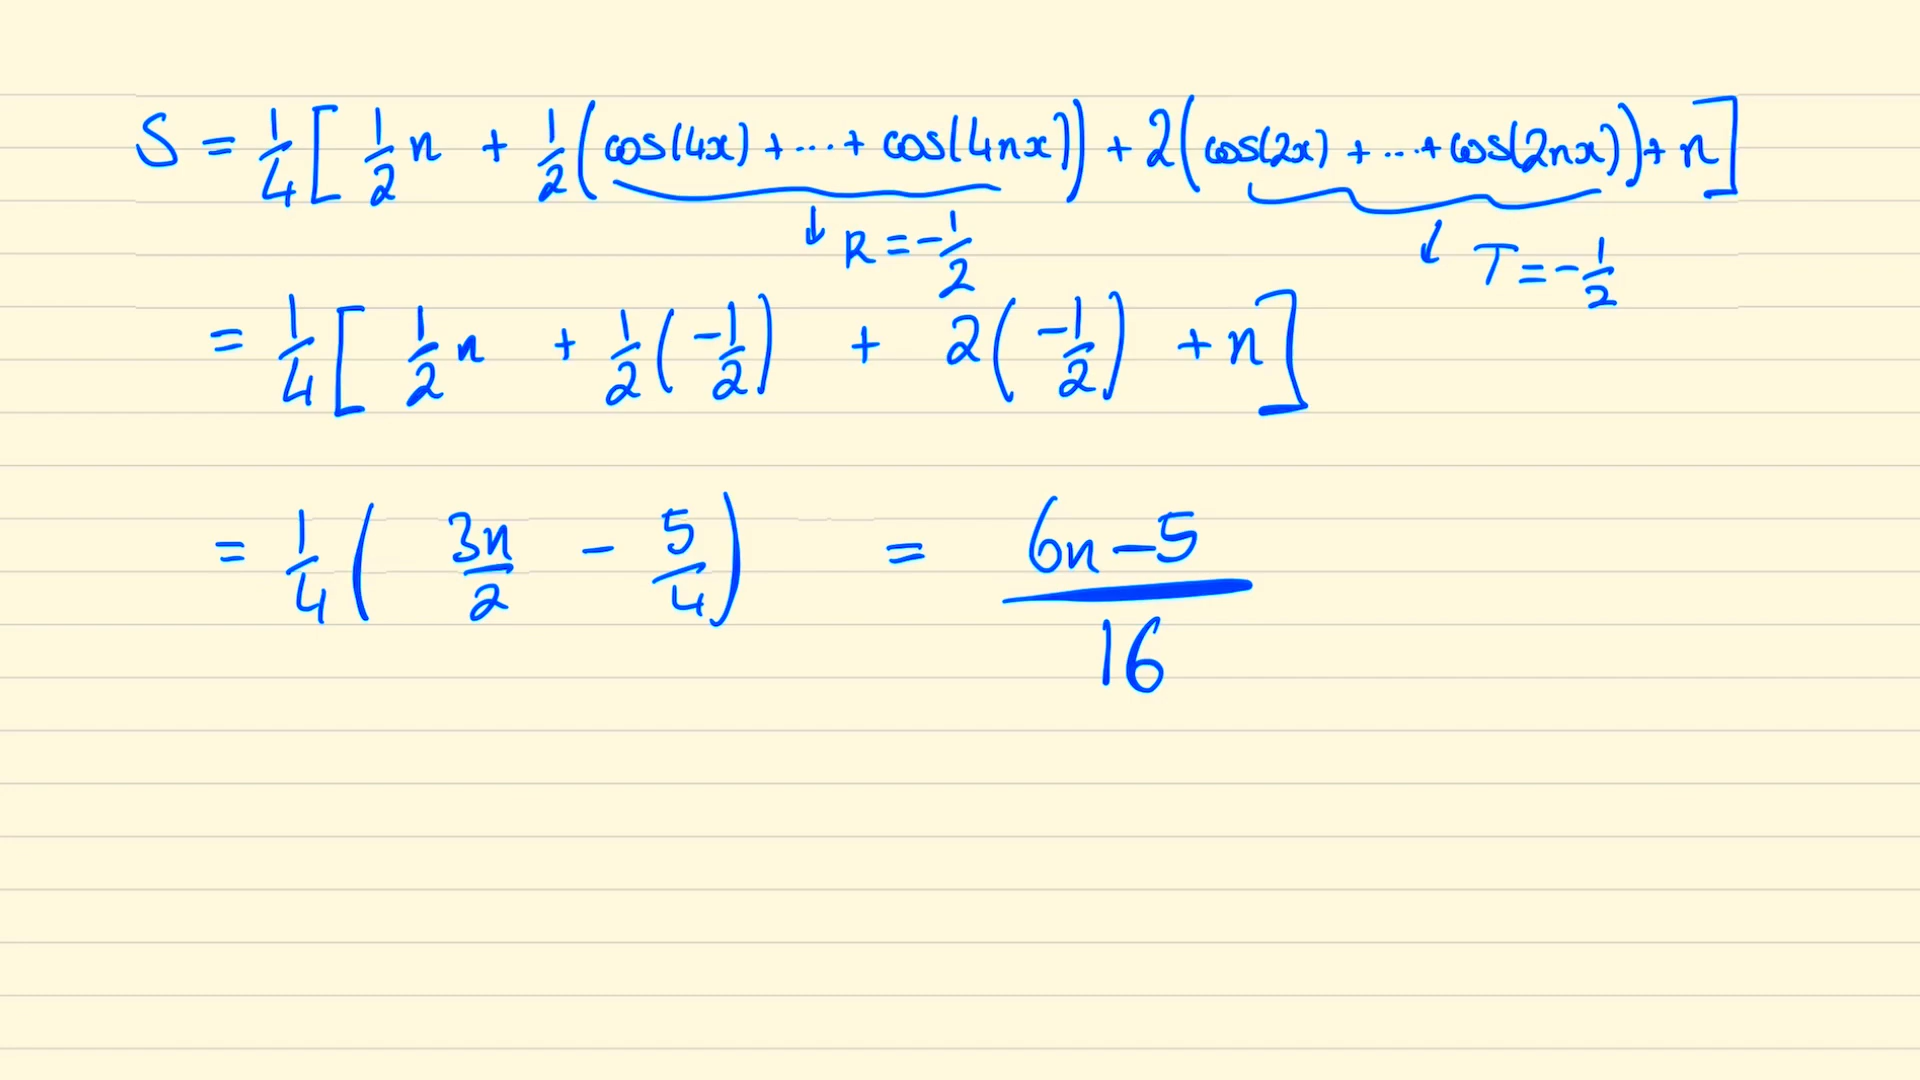 S = 1/4 [ 1/2 n + 1/2 ( cos(4x) + ... + cos(4nx) ) + 2 ( cos(2x) + ... + cos(2nx) ) + n ]
↓ R = -1/2 ↓ T = -1/2
= 1/4 [ 1/2 n + 1/2 ( -1/2 ) + 2 ( -1/2 ) + n ]
= 1/4 ( 3n/2 - 5/4 ) = (6n-5)/16